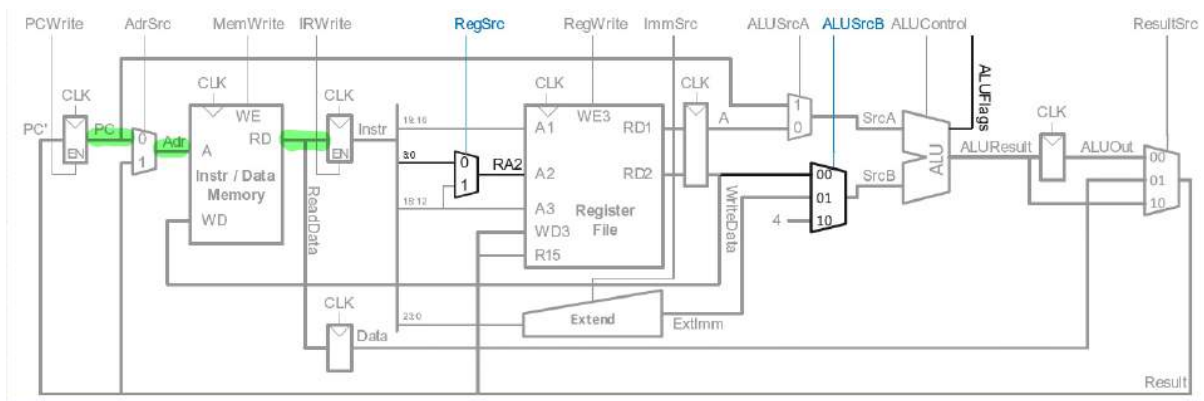 PCWrite AdrSrc MemWrite IRWrite RegSrc RegWrite ImmSrc ALUSrcA ALUSrcB ALUControl ResultSrc
CLK CLK CLK CLK CLK CLK
PC' PC EN
0 1 Adr
WE
A RD
Instr / Data
Memory
WD
EN Instr
ReadData
CLK
Data
19:16
3:0
15:12
23:0
0 1 RA2
WE3
A1 RD1
A2 RD2
A3
Register
File
WD3
R15
Extend
ExtImm
A
WriteData
1
0
SrcA
00
01
10
4
SrcB
ALU
ALUFlags
ALUResult
ALUOut
00
01
10
Result